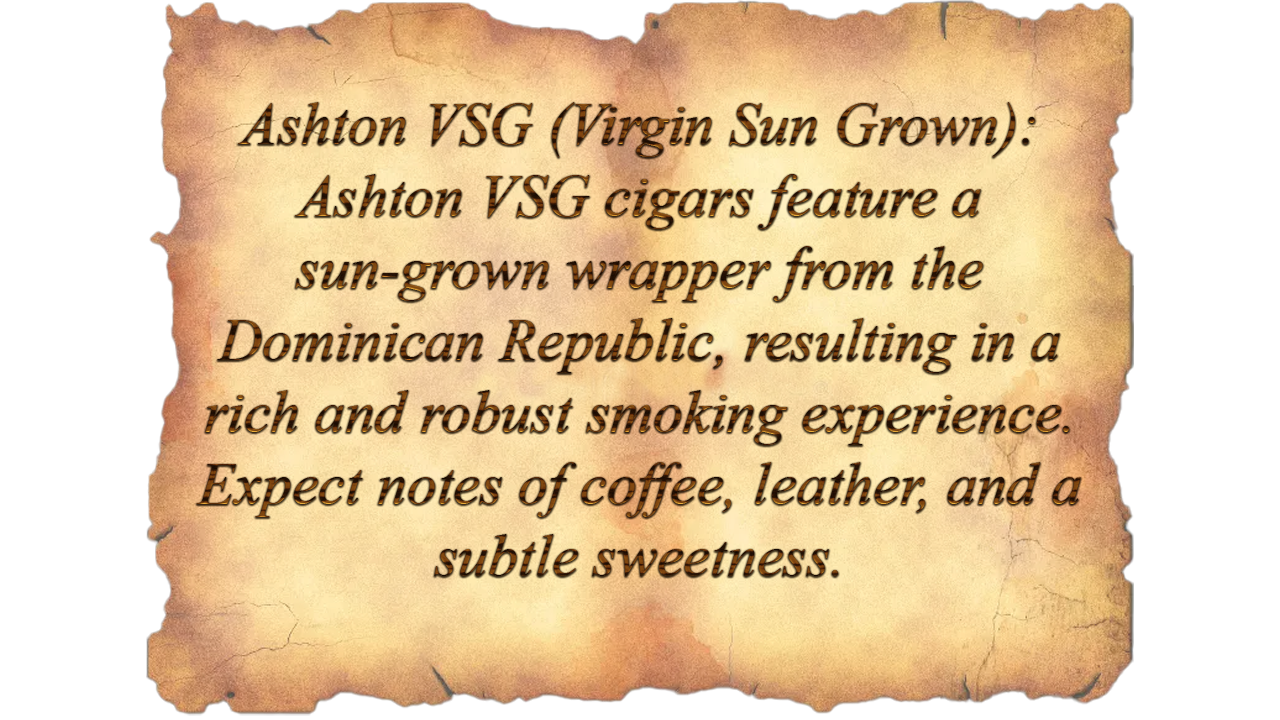 Ashton VSG (Virgin Sun Grown):
Ashton VSG cigars feature a
sun-grown wrapper from the
Dominican Republic, resulting in a
rich and robust smoking experience.
Expect notes of coffee, leather, and a
subtle sweetness.